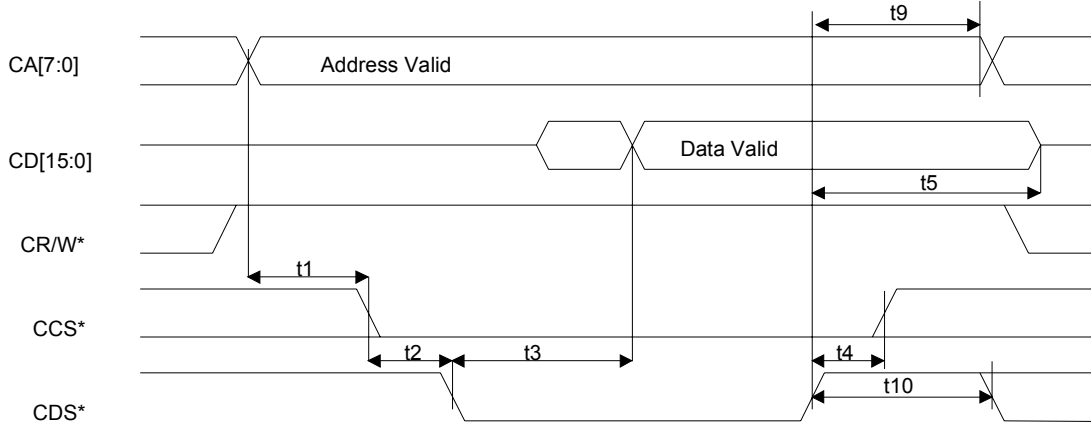 t9
CA[7:0]
Address Valid
CD[15:0]
Data Valid
t5
CR/W*
t1
CCS*
t2
t3
t4
t10
CDS*